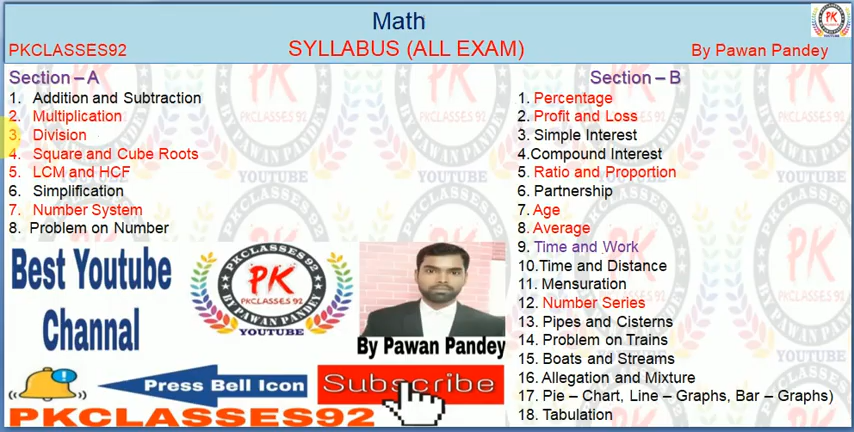 Math
PKCLASSES92
SYLLABUS (ALL EXAM)
By Pawan Pandey
PK
YOUTUBE
Section – A
1. Addition and Subtraction
2. Multiplication
3. Division
4. Square and Cube Roots
5. LCM and HCF
6. Simplification
7. Number System
8. Problem on Number
Section – B
1. Percentage
2. Profit and Loss
3. Simple Interest
4.Compound Interest
5. Ratio and Proportion
6. Partnership
7. Age
8. Average
9. Time and Work
10.Time and Distance
11. Mensuration
12. Number Series
13. Pipes and Cisterns
14. Problem on Trains
15. Boats and Streams
16. Allegation and Mixture
17. Pie – Chart, Line – Graphs, Bar – Graphs)
18. Tabulation
Best Youtube
Channal
PKCLASSES92
PK
PKCLASSES 92
BY PAWAN PANDEY
YOUTUBE
By Pawan Pandey
Press Bell Icon
Subscribe
PKCLASSES92